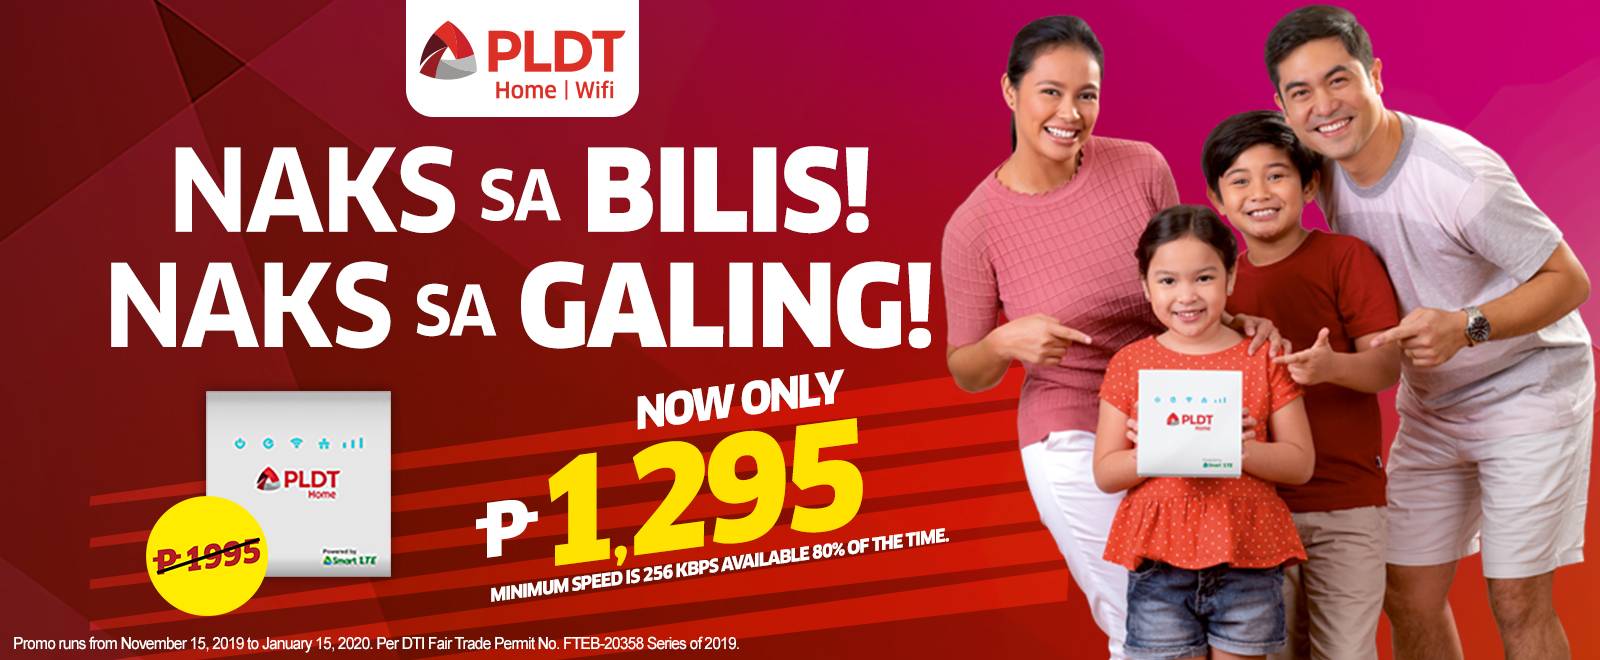 PLDT
Home | Wifi
NAKS SA BILIS!
NAKS SA GALING!
NOW ONLY
₱1,295
MINIMUM SPEED IS 256 KBPS AVAILABLE 80% OF THE TIME.
PLDT
Home
Powered by
Smart LTE
₱1995
PLDT
Home
Smart LTE
Promo runs from November 15, 2019 to January 15, 2020. Per DTI Fair Trade Permit No. FTEB-20358 Series of 2019.